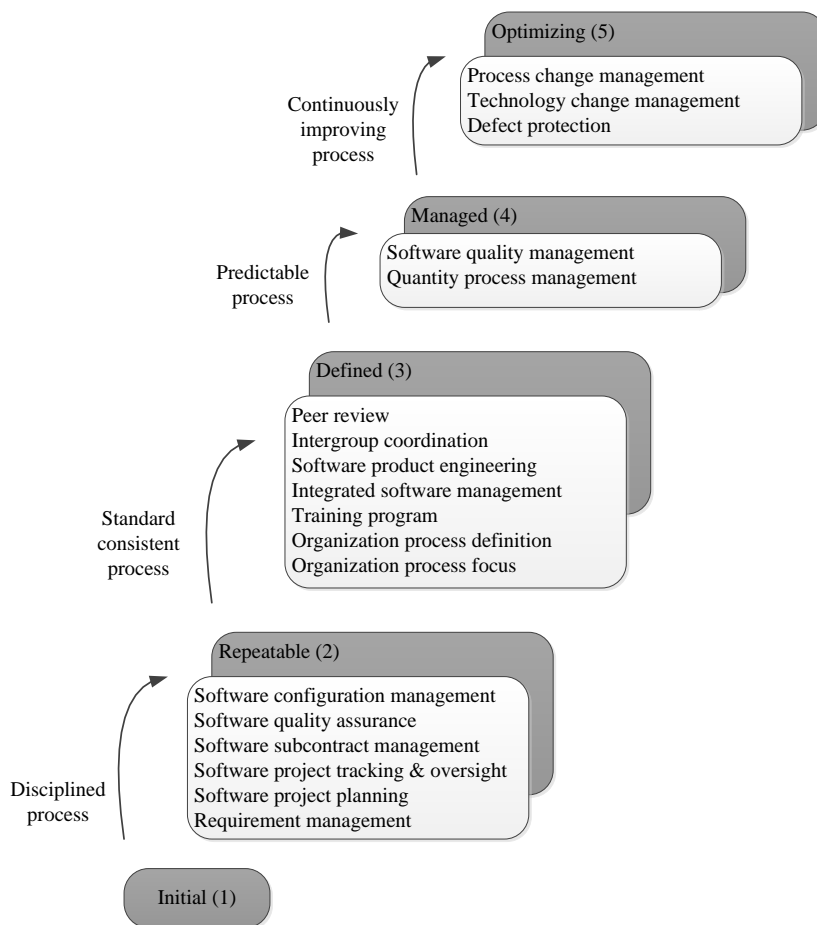 Optimizing (5)
Process change management
Technology change management
Defect protection
Continuously
improving
process
Managed (4)
Software quality management
Quantity process management
Predictable
process
Defined (3)
Peer review
Intergroup coordination
Software product engineering
Integrated software management
Training program
Organization process definition
Organization process focus
Standard
consistent
process
Repeatable (2)
Software configuration management
Software quality assurance
Software subcontract management
Software project tracking & oversight
Software project planning
Requirement management
Disciplined
process
Initial (1)